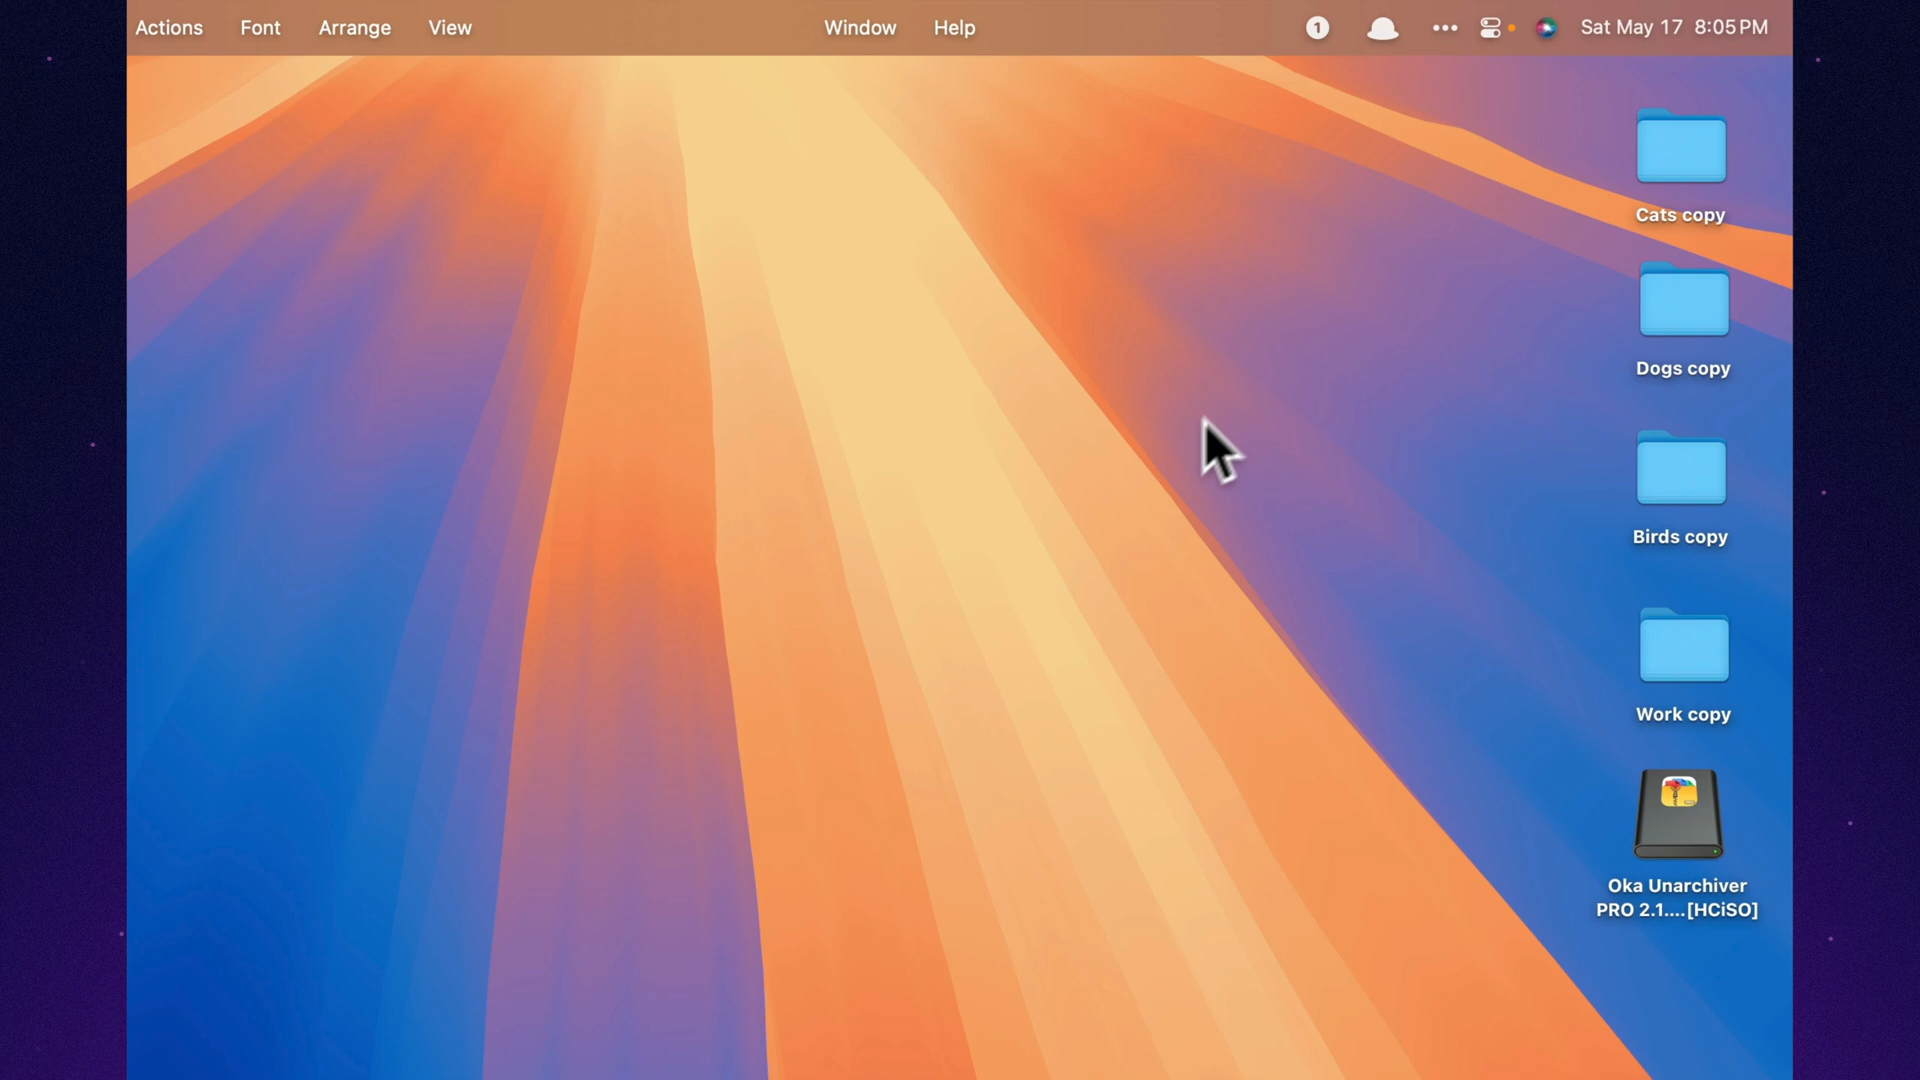 Actions Font Arrange View Window Help 1 Sat May 17 8:05 PM
Cats copy
Dogs copy
Birds copy
Work copy
Oka Unarchiver
PRO 2.1....[HCiSO]